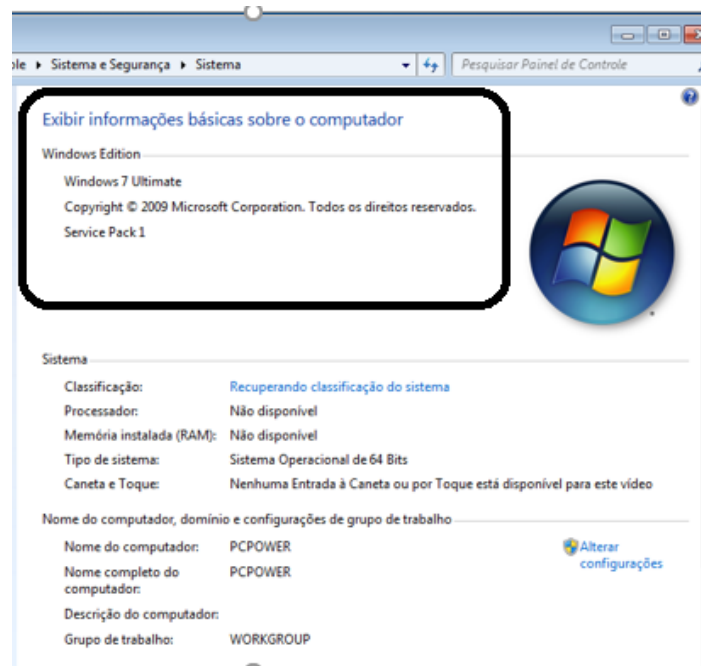 ole ▸ Sistema e Segurança ▸ Sistema
Pesquisar Painel de Controle
Exibir informações básicas sobre o computador
Windows Edition
Windows 7 Ultimate
Copyright © 2009 Microsoft Corporation. Todos os direitos reservados.
Service Pack 1
Sistema
Classificação: Recuperando classificação do sistema
Processador: Não disponível
Memória instalada (RAM): Não disponível
Tipo de sistema: Sistema Operacional de 64 Bits
Caneta e Toque: Nenhuma Entrada à Caneta ou por Toque está disponível para este vídeo
Nome do computador, domínio e configurações de grupo de trabalho
Nome do computador: PCPOWER
Alterar
configurações
Nome completo do PCPOWER
computador:
Descrição do computador:
Grupo de trabalho: WORKGROUP